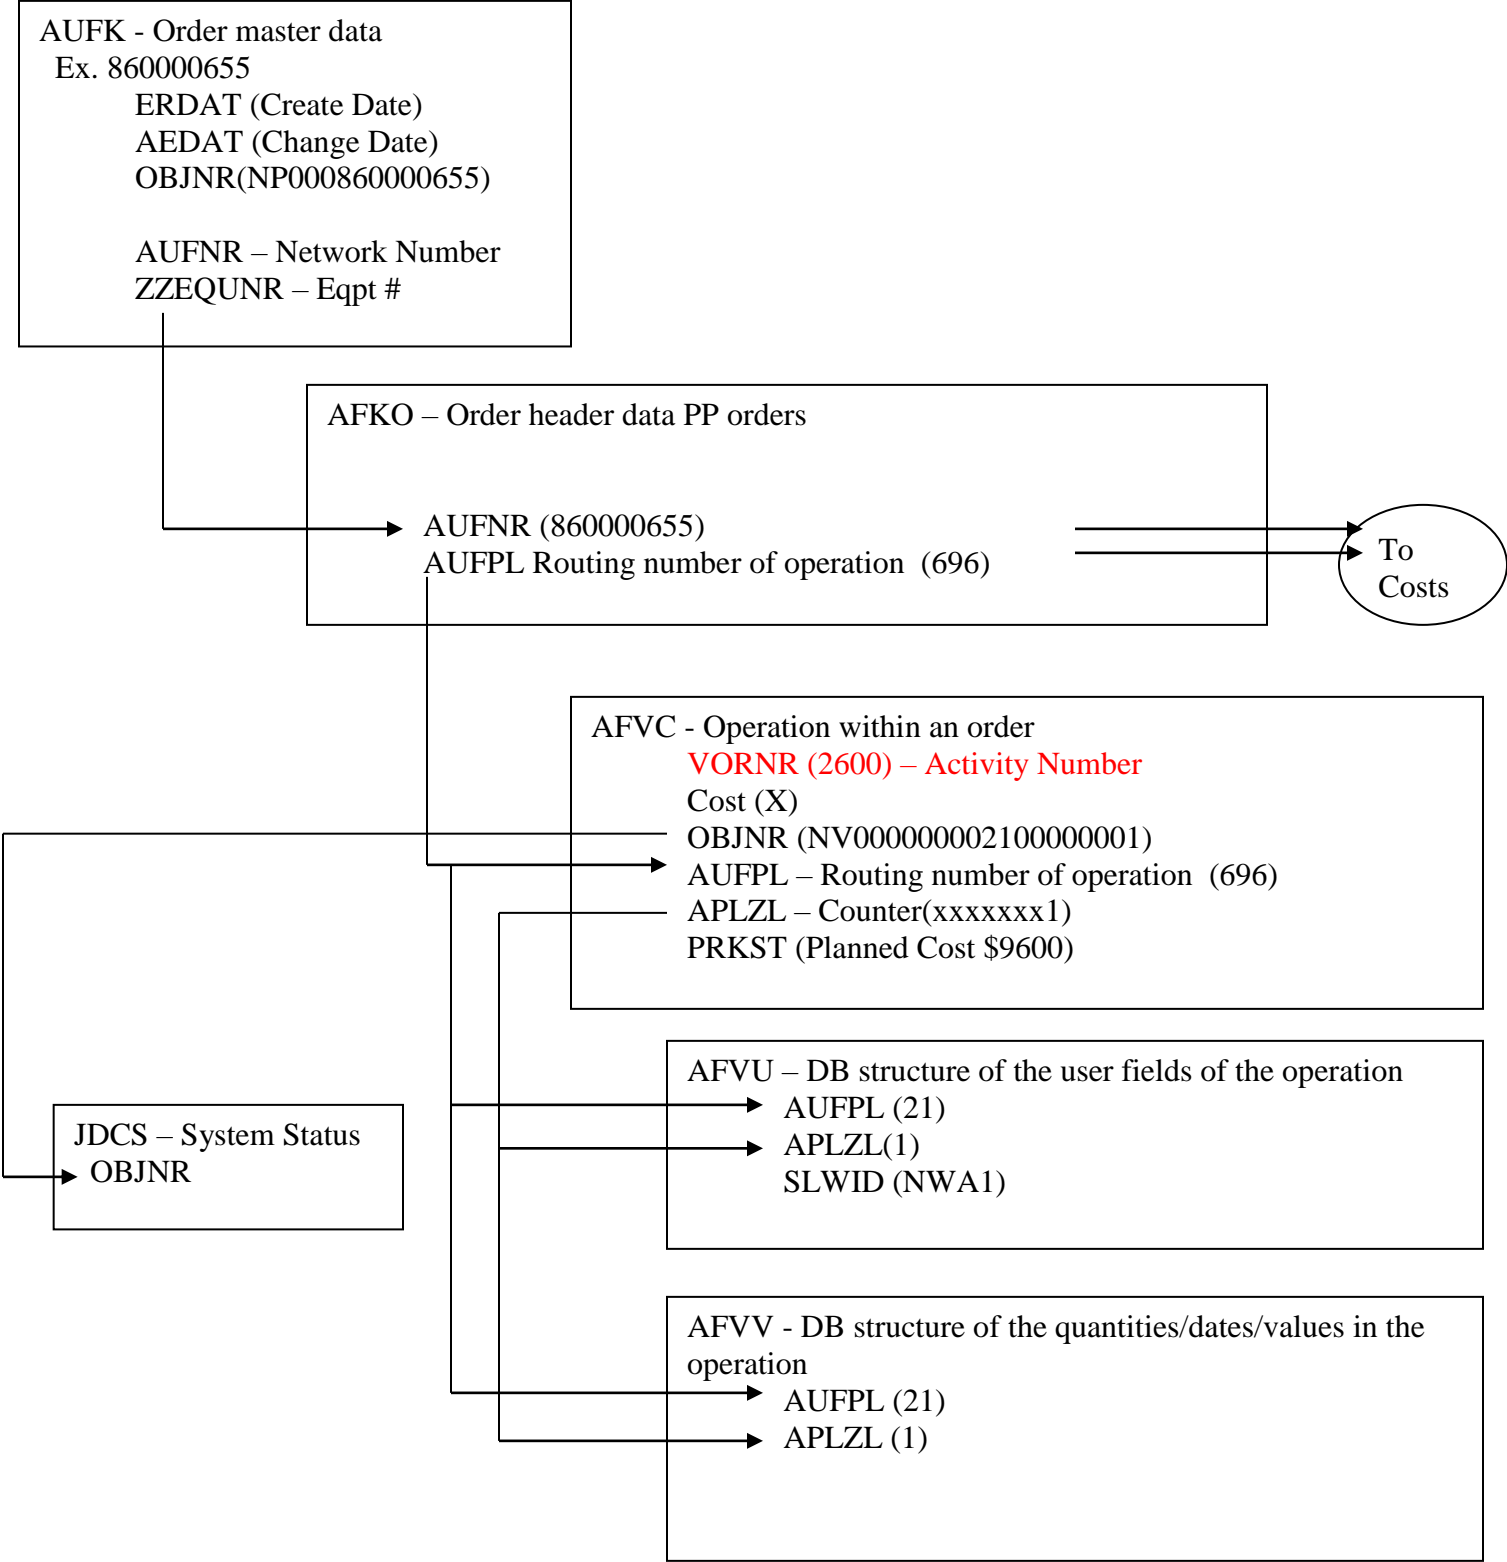 AUFK - Order master data
Ex. 860000655
ERDAT (Create Date)
AEDAT (Change Date)
OBJNR(NP000860000655)
AUFNR – Network Number
ZZEQUNR – Eqpt #
AFKO – Order header data PP orders
AUFNR (860000655)
AUFPL Routing number of operation  (696)
To
Costs
AFVC - Operation within an order
VORNR (2600) – Activity Number
Cost (X)
OBJNR (NV000000002100000001)
AUFPL – Routing number of operation  (696)
APLZL – Counter(xxxxxxx1)
PRKST (Planned Cost $9600)
AFVU – DB structure of the user fields of the operation
AUFPL (21)
APLZL(1)
SLWID (NWA1)
JDCS – System Status
OBJNR
AFVV - DB structure of the quantities/dates/values in the
operation
AUFPL (21)
APLZL (1)